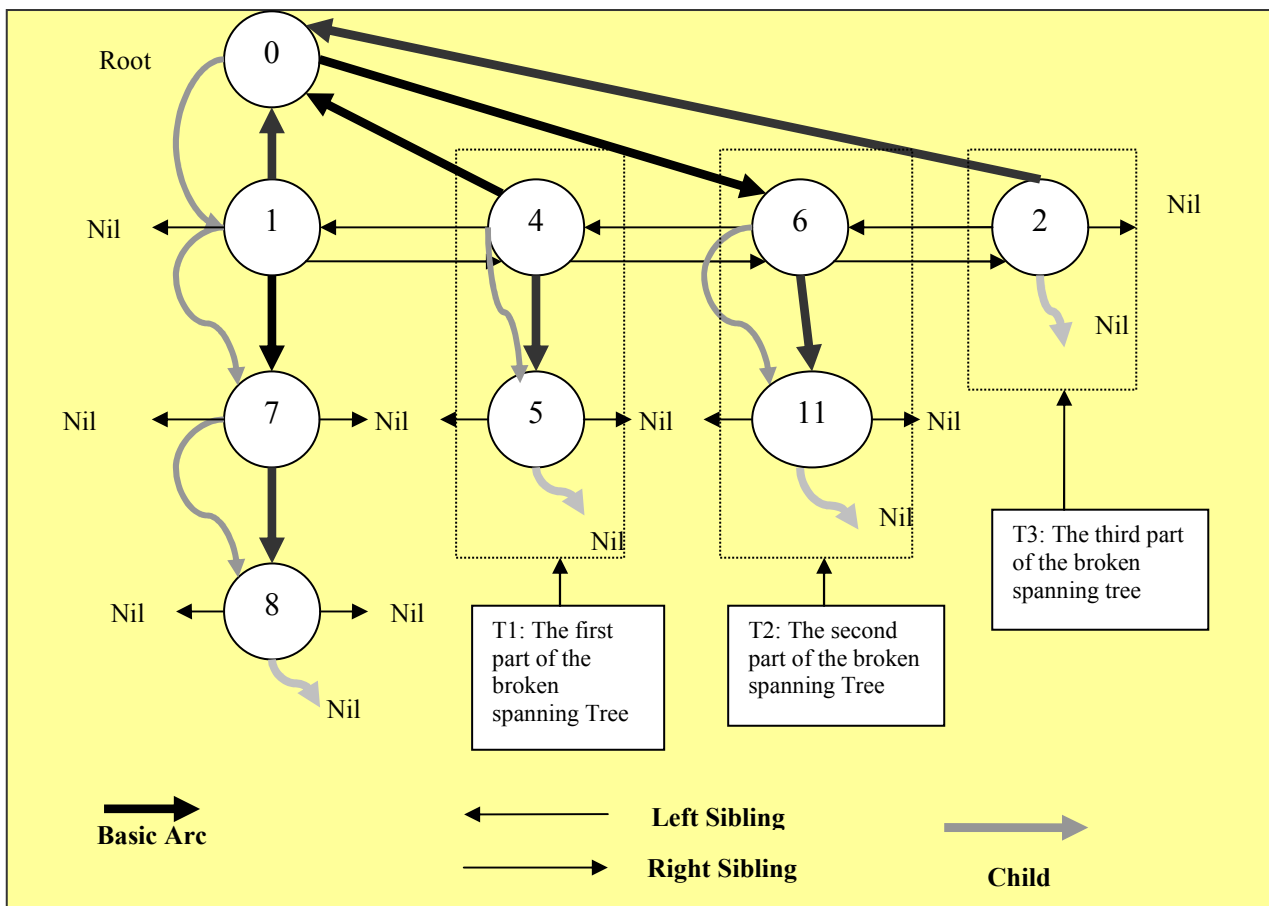 0
Root
1
4
6
2
Nil
Nil
Nil
7
5
11
Nil
Nil
Nil
Nil
Nil
Nil
8
Nil
Nil
Nil
T1: The first
part of the
broken
spanning Tree
T2: The second
part of the broken
spanning Tree
T3: The third part
of the broken
spanning tree
Basic Arc
Left Sibling
Right Sibling
Child